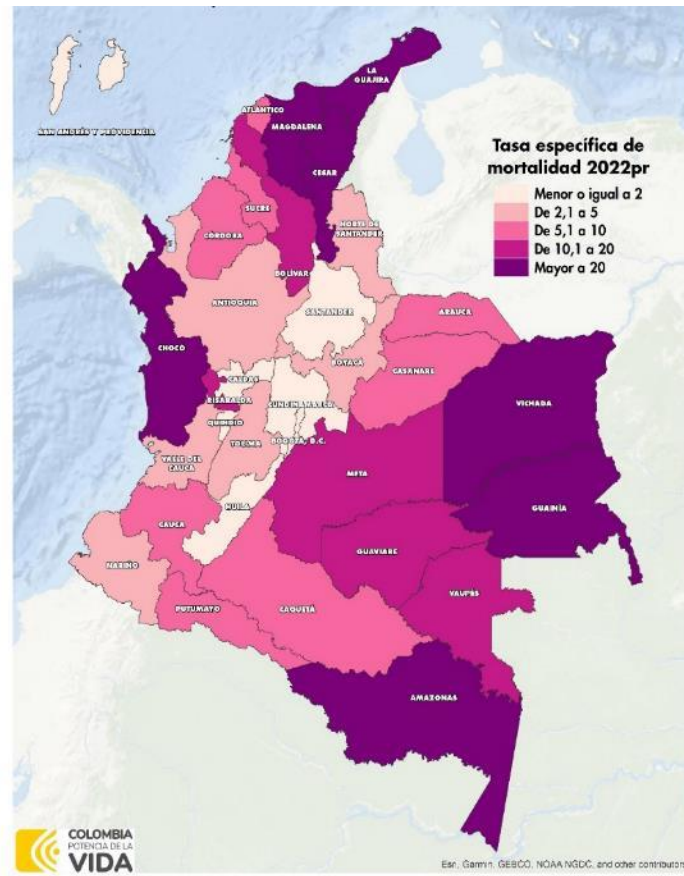 LA GUAJIRA
ATLÁNTICO
MAGDALENA
SAN ANDRÉS Y PROVIDENCIA
CESAR
Tasa específica de
mortalidad 2022pr
Menor o igual a 2
De 2,1 a 5
De 5,1 a 10
De 10,1 a 20
Mayor a 20
SUCRE
NORTE DE
SANTANDER
CÓRDOBA
BOLÍVAR
ANTIOQUIA
SANTANDER
ARAUCA
CHOCÓ
BOYACÁ
CASANARE
CALDAS
RISARALDA
CUNDINAMARCA
VICHADA
QUINDÍO
BOGOTÁ, D.C.
TOLIMA
VALLE DEL
CAUCA
META
GUAINÍA
HUILA
CAUCA
GUAVIARE
NARIÑO
VAUPÉS
CAQUETÁ
PUTUMAYO
AMAZONAS
COLOMBIA
POTENCIA DE LA
VIDA
Esri, Garmin, GEBCO, NOAA NGDC, and other contributors